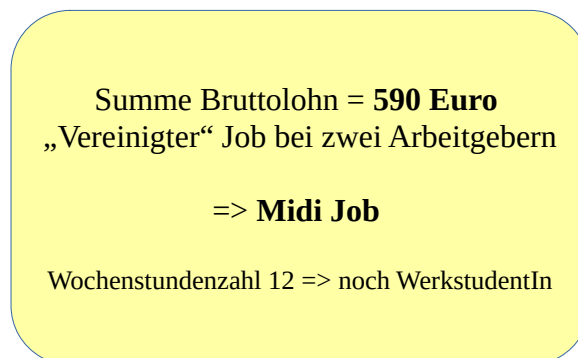 Summe Bruttolohn = 590 Euro
„Vereinigter“ Job bei zwei Arbeitgebern
=> Midi Job
Wochenstundenzahl 12 => noch WerkstudentIn